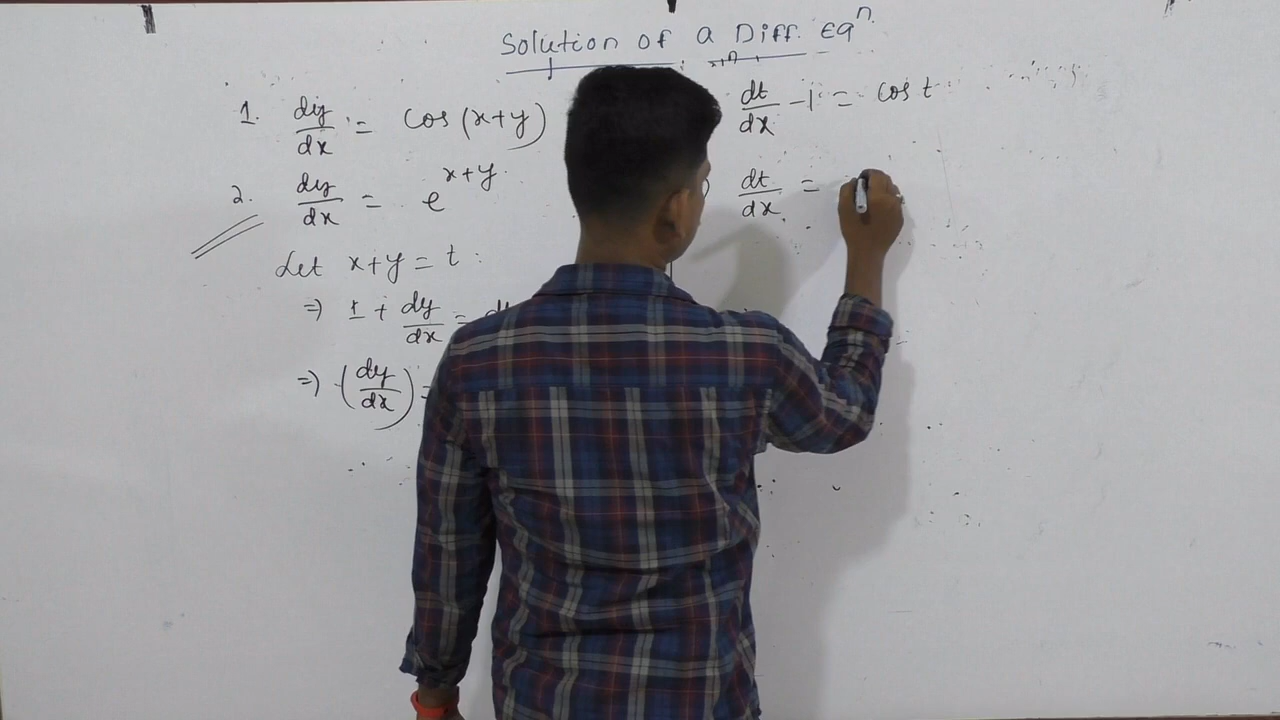 Solution of a Diff. Eqⁿ.
1. dy/dx = cos (x+y)
2. dy/dx = e^(x+y)
Let x+y = t
⇒ 1 + dy/dx =
⇒ (dy/dx) =
dt/dx - 1 = cos t
dt/dx =